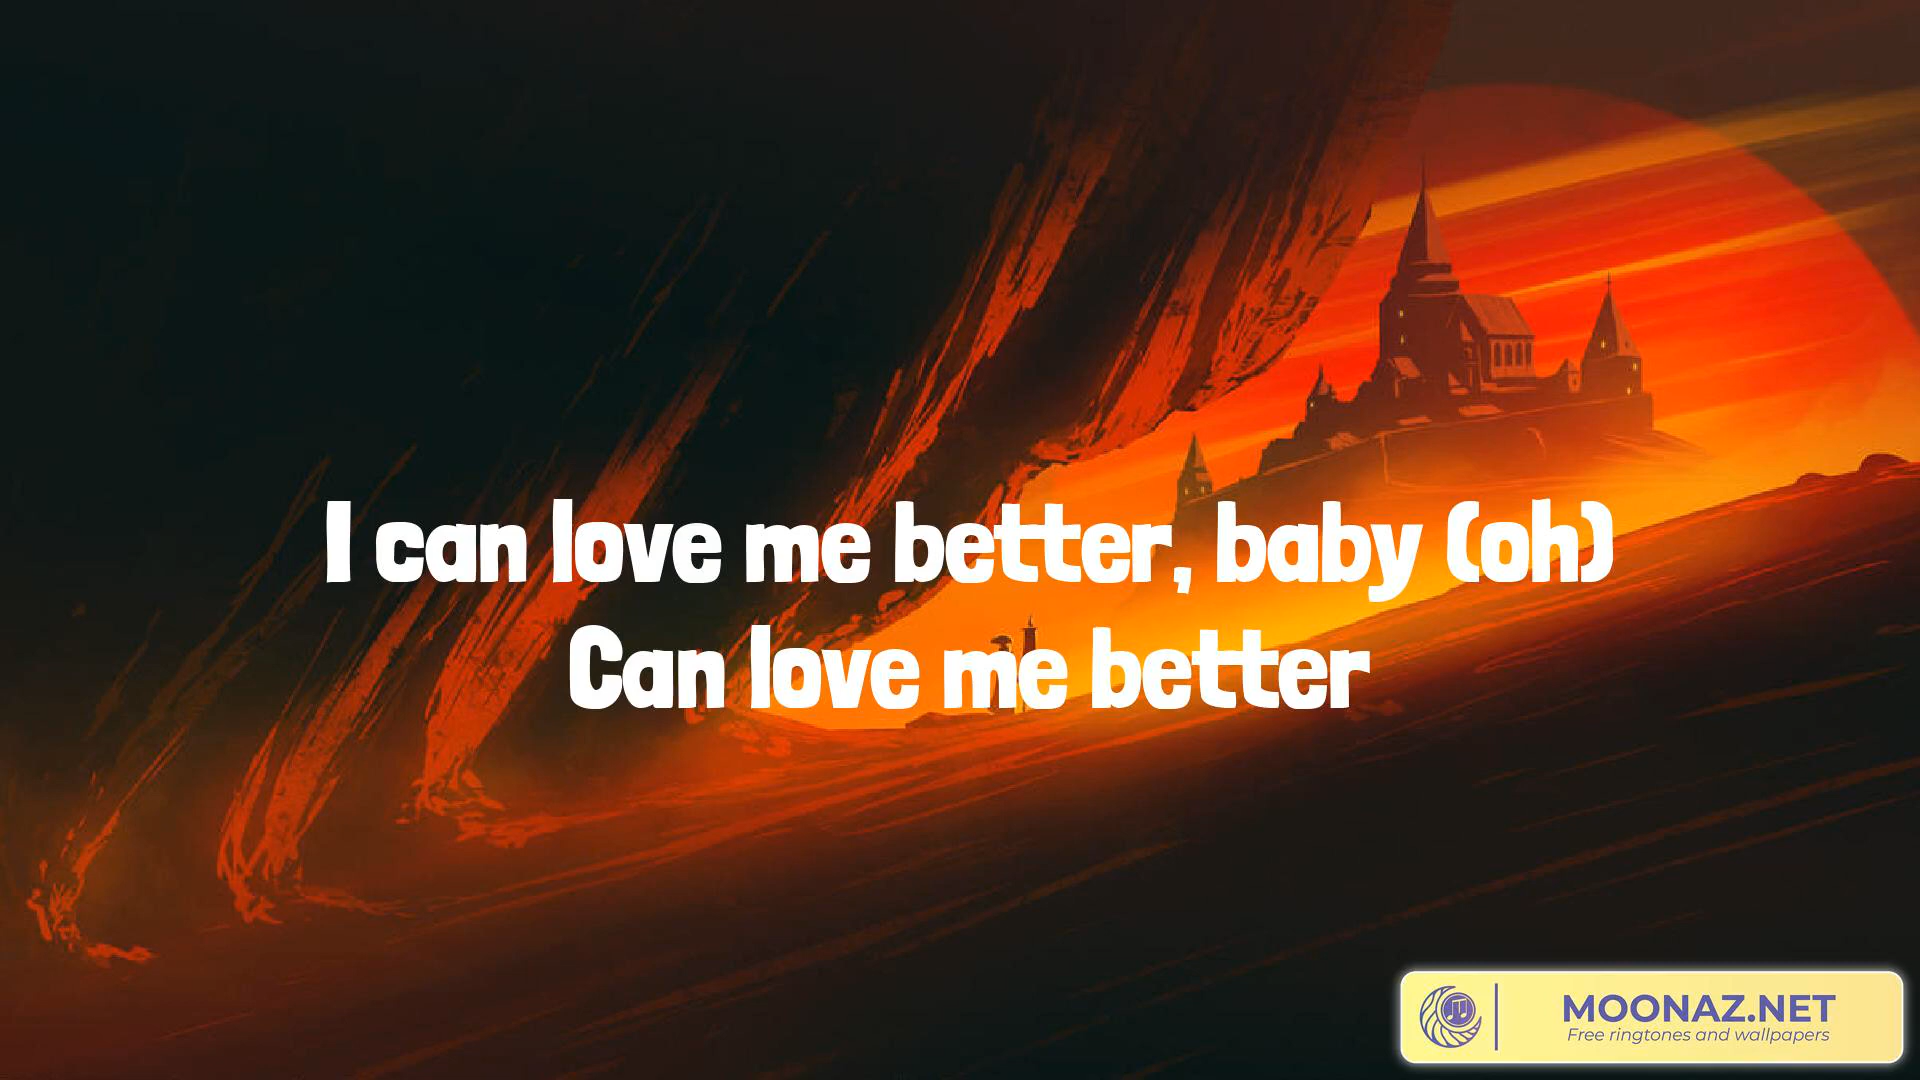 I can love me better, baby (oh)
Can love me better
MOONAZ.NET
Free ringtones and wallpapers